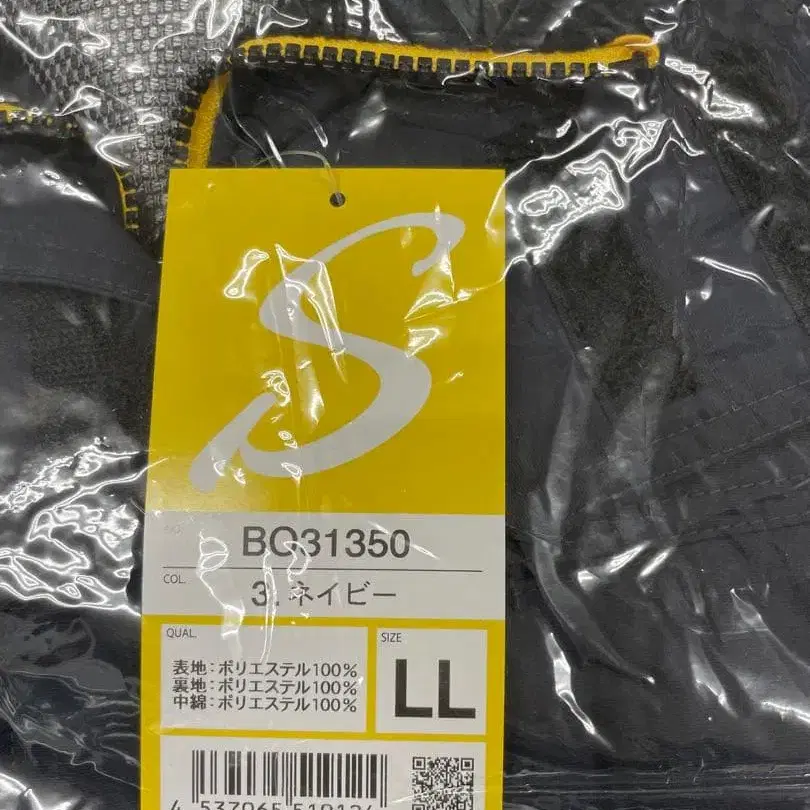 S
NO.
BO31350
COL.
3. ネイビー
QUAL.
表地：ポリエステル100%
裏地：ポリエステル100%
中綿：ポリエステル100%
SIZE
LL